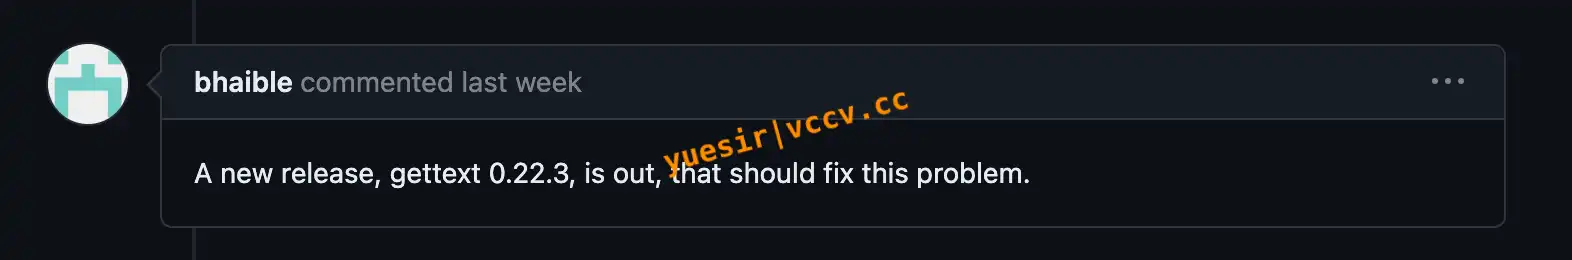 bhaible commented last week
yuesir|vccv.cc
A new release, gettext 0.22.3, is out, that should fix this problem.